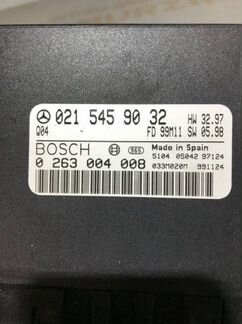 021 545 90 32 HW 32.97
Q04 FD 99M11 SW 05.98
BOSCH Made in Spain
0 263 004 008 5104 05042 97124
033M020M 991124